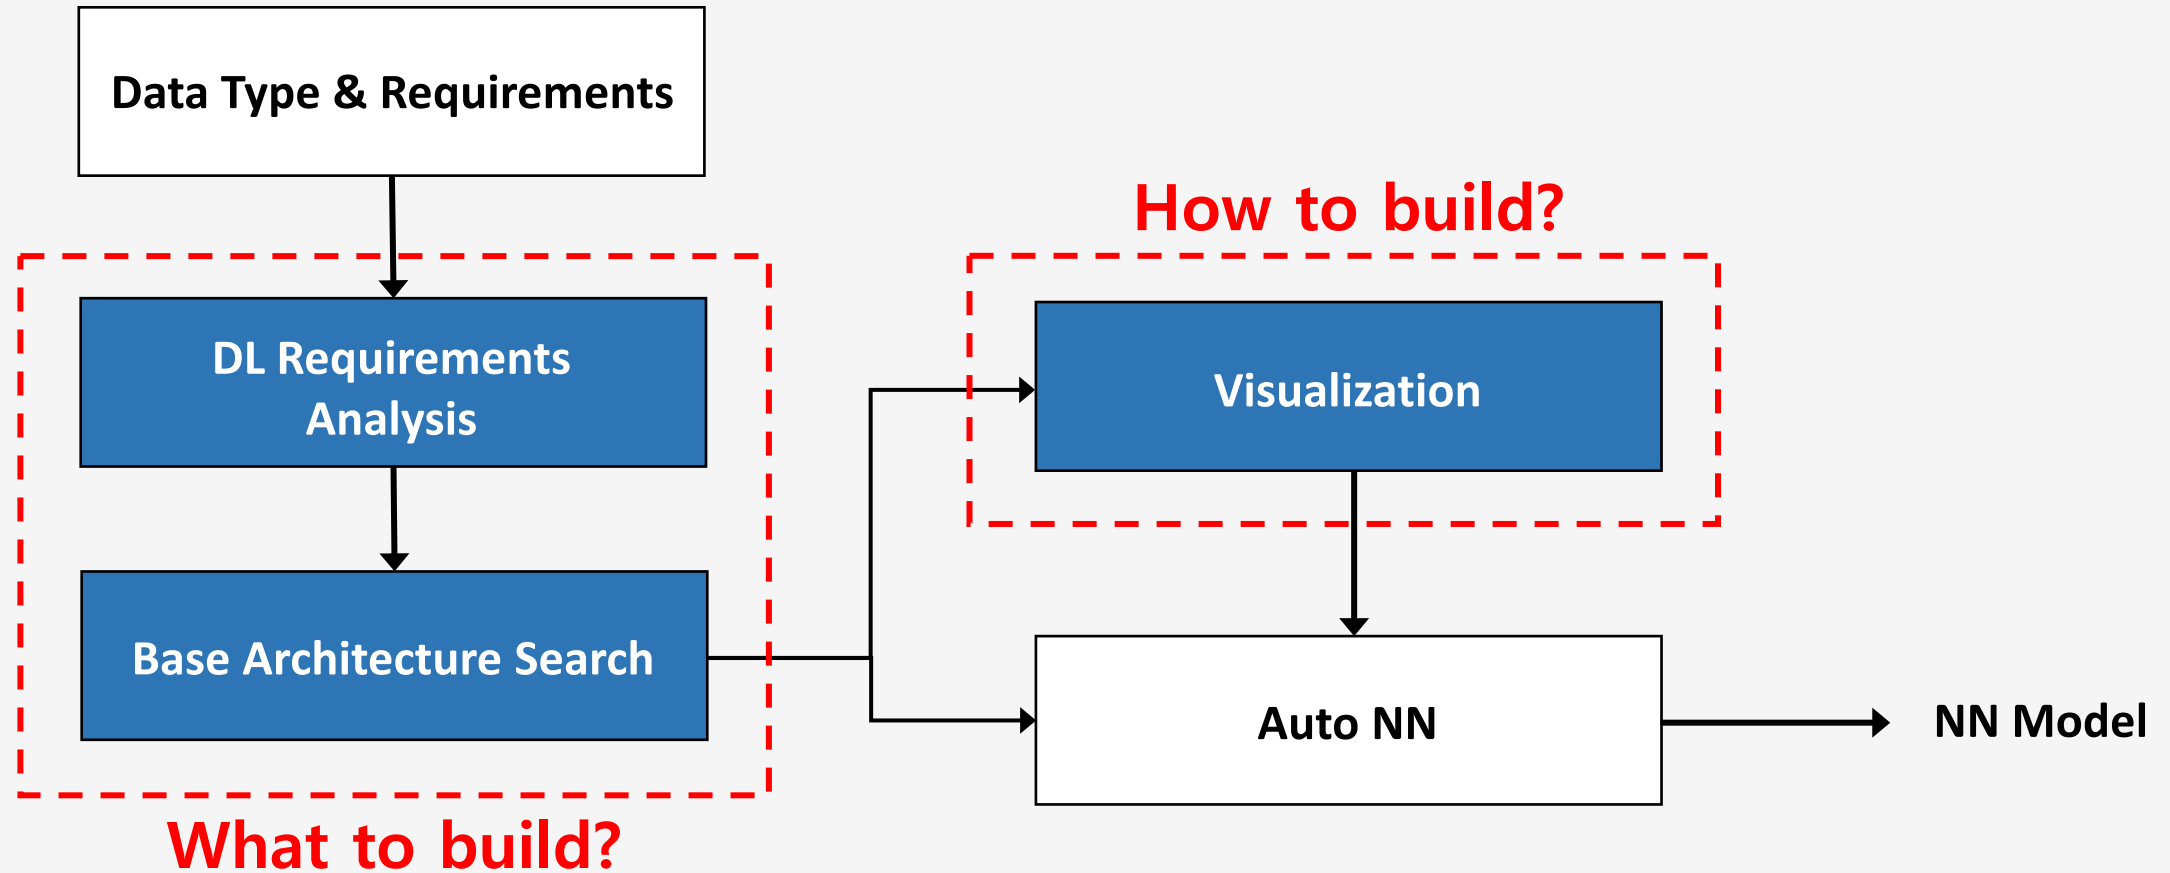 Data Type & Requirements
DL Requirements
Analysis
Base Architecture Search
What to build?
How to build?
Visualization
Auto NN
NN Model